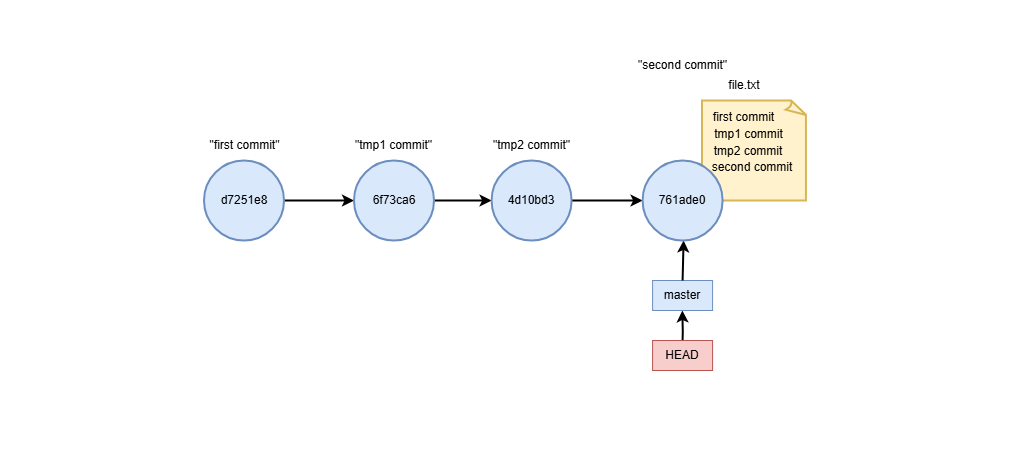 "second commit"
file.txt
first commit
tmp1 commit
tmp2 commit
second commit
"first commit"
"tmp1 commit"
"tmp2 commit"
d7251e8
6f73ca6
4d10bd3
761ade0
master
HEAD